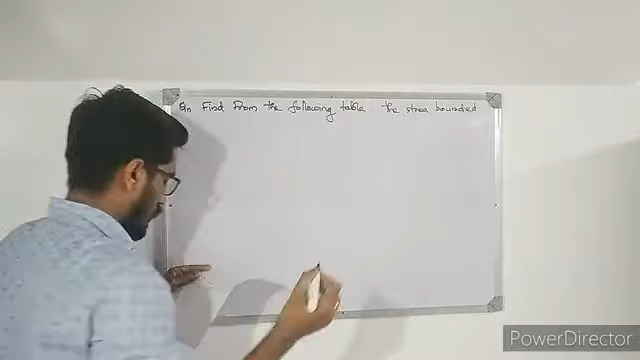 Qn Find from the following table the area bounded
PowerDirector